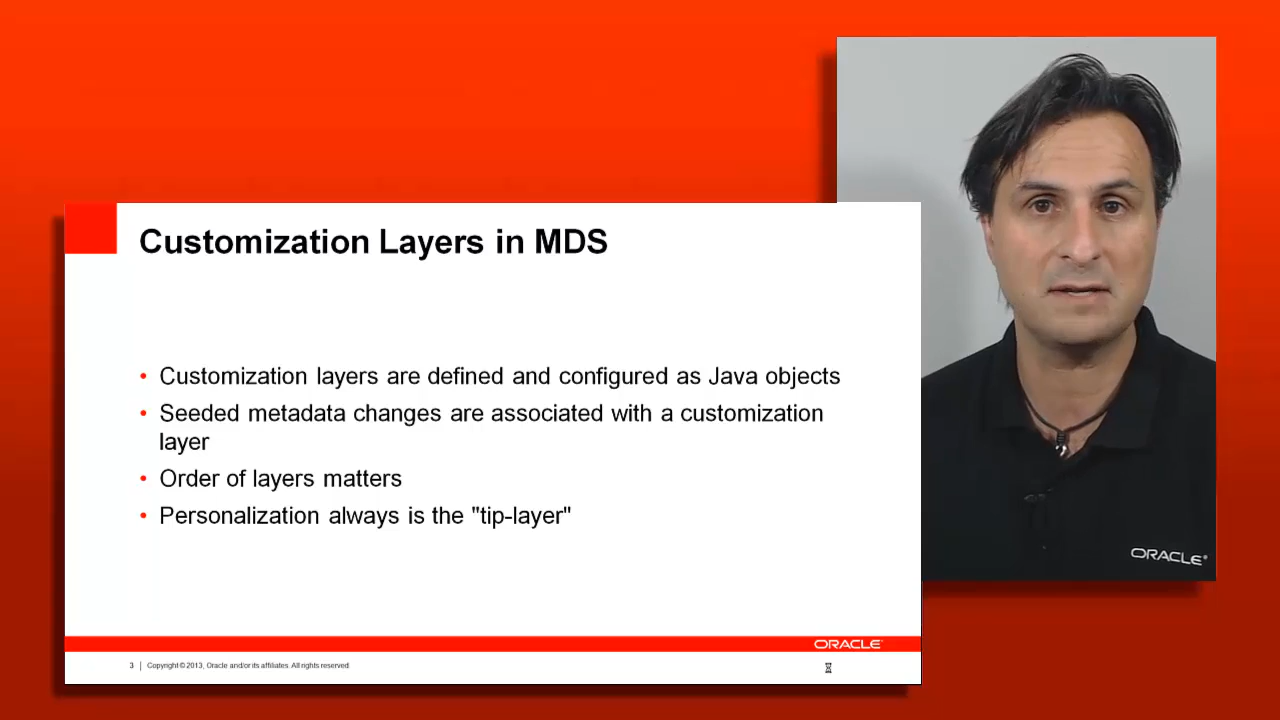 Customization Layers in MDS
• Customization layers are defined and configured as Java objects
• Seeded metadata changes are associated with a customization
layer
• Order of layers matters
• Personalization always is the "tip-layer"
ORACLE®
ORACLE®
3 | Copyright © 2013, Oracle and/or its affiliates. All rights reserved.